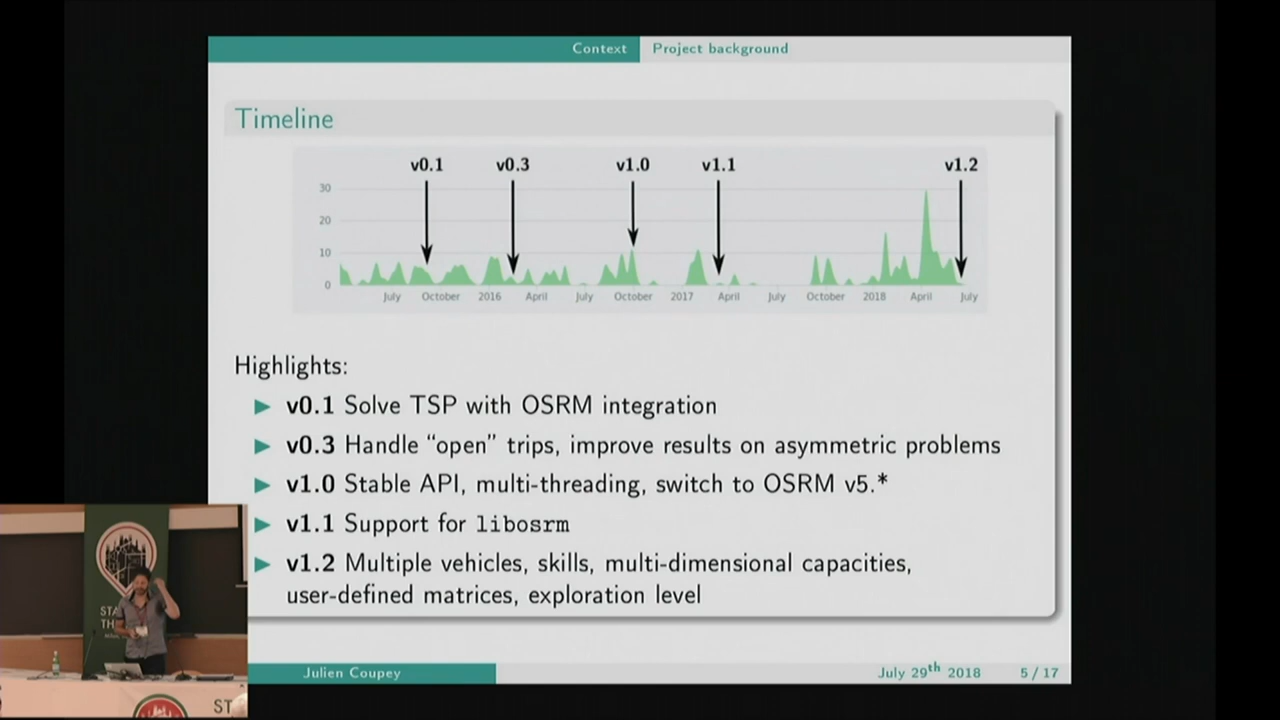 Context Project background
Timeline
v0.1 v0.3 v1.0 v1.1 v1.2
30
20
10
0
July October 2016 April July October 2017 April July October 2018 April July
Highlights:
v0.1 Solve TSP with OSRM integration
v0.3 Handle “open” trips, improve results on asymmetric problems
v1.0 Stable API, multi-threading, switch to OSRM v5.*
v1.1 Support for libosrm
v1.2 Multiple vehicles, skills, multi-dimensional capacities,
user-defined matrices, exploration level
Julien Coupey July 29th 2018 5 / 17
STA
TH
ST